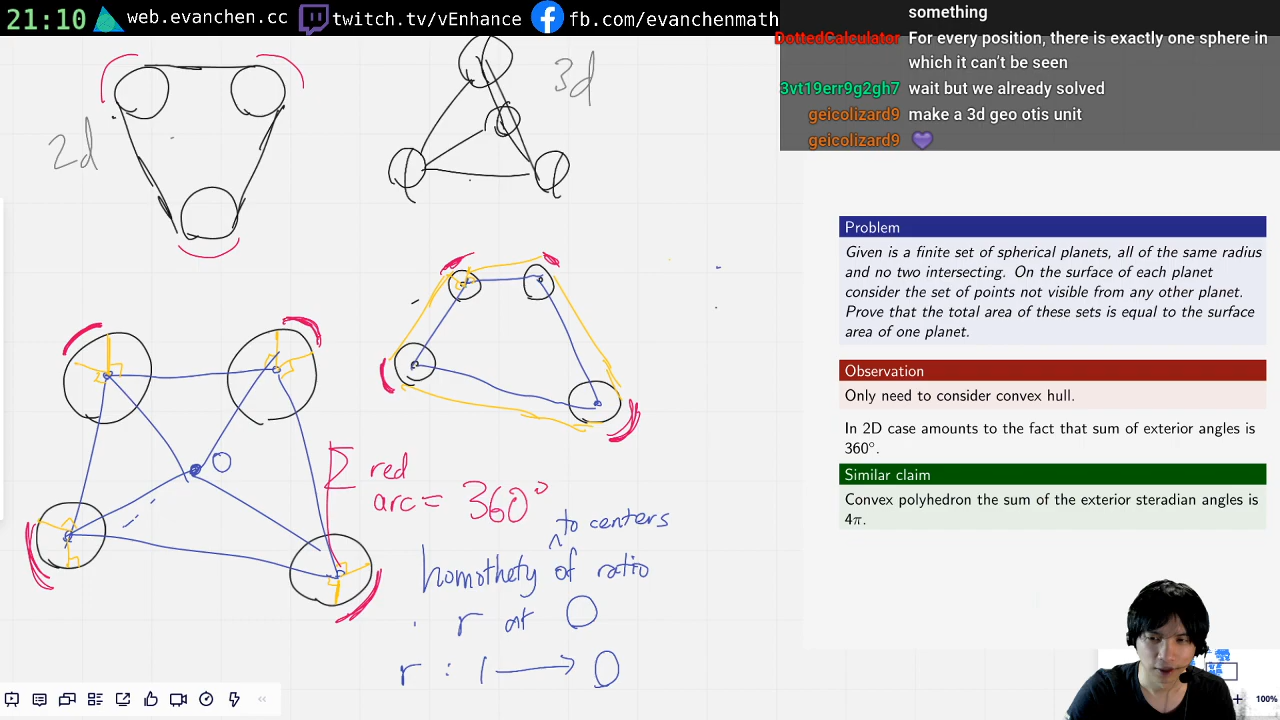 21:10 web.evanchen.cc twitch.tv/vEnhance fb.com/evanchenmath
something
DottedCalculator For every position, there is exactly one sphere in
which it can't be seen
3vt19err9g2gh7 wait but we already solved
geicolizard9 make a 3d geo otis unit
geicolizard9 💜
2d
3d
Problem
Given is a finite set of spherical planets, all of the same radius
and no two intersecting. On the surface of each planet
consider the set of points not visible from any other planet.
Prove that the total area of these sets is equal to the surface
area of one planet.
Observation
Only need to consider convex hull.
In 2D case amounts to the fact that sum of exterior angles is
360°.
Similar claim
Convex polyhedron the sum of the exterior steradian angles is
4π.
O
Σ red
arc = 360°
to centers
homothety ^ of ratio
r at O
r : 1 → 0
100%